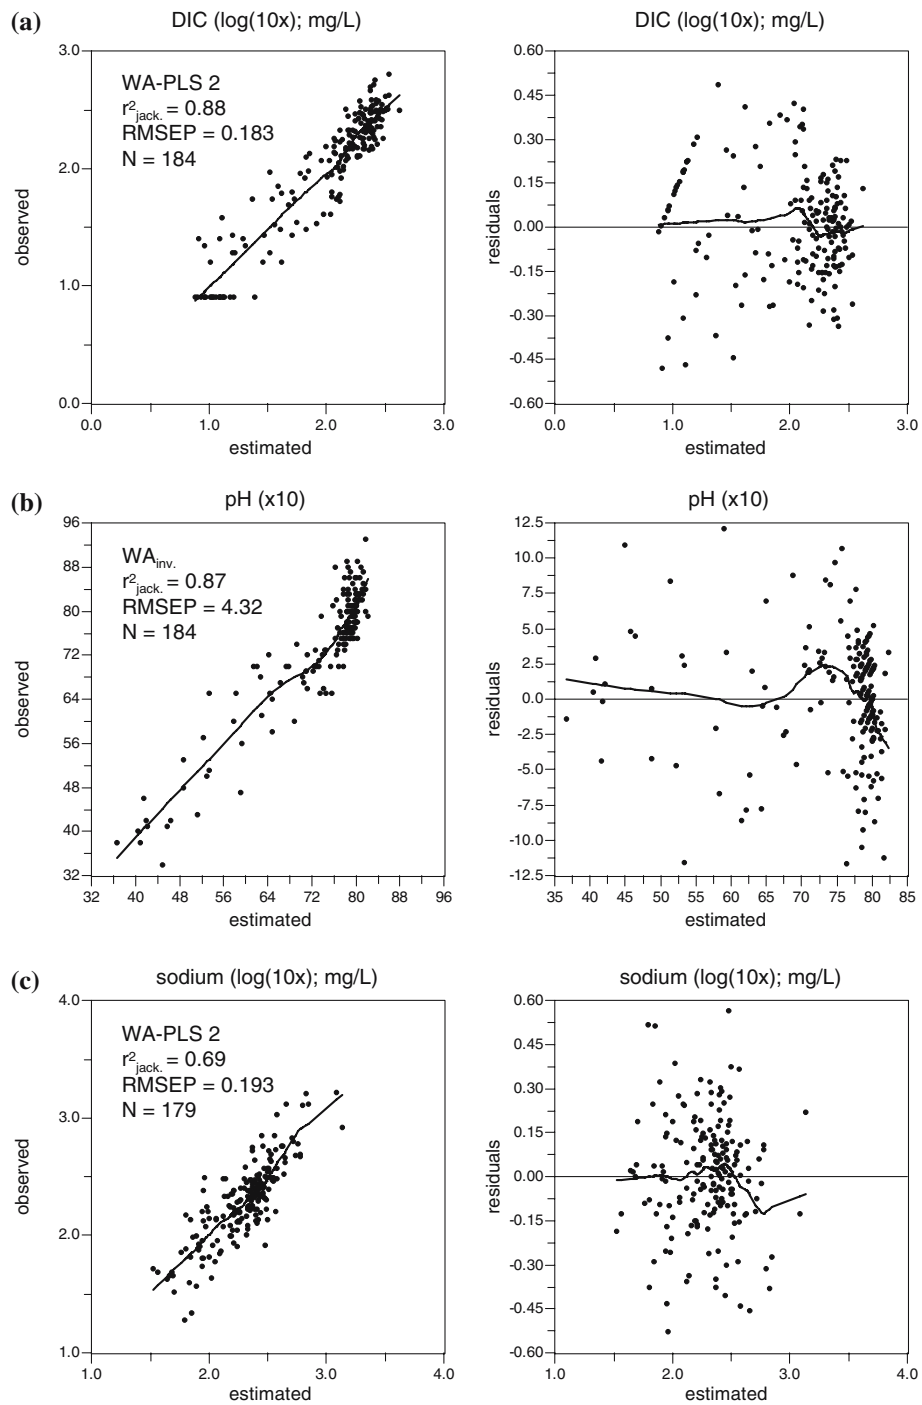 (a)
DIC (log(10x); mg/L)
3.0
2.0
1.0
0.0
observed
WA-PLS 2
r²jack. = 0.88
RMSEP = 0.183
N = 184
0.0 1.0 2.0 3.0
estimated
DIC (log(10x); mg/L)
0.60
0.45
0.30
0.15
0.00
-0.15
-0.30
-0.45
-0.60
residuals
0.0 1.0 2.0 3.0
estimated
(b)
pH (x10)
96
88
80
72
64
56
48
40
32
observed
WAinv.
r²jack. = 0.87
RMSEP = 4.32
N = 184
32 40 48 56 64 72 80 88 96
estimated
pH (x10)
12.5
10.0
7.5
5.0
2.5
0.0
-2.5
-5.0
-7.5
-10.0
-12.5
residuals
35 40 45 50 55 60 65 70 75 80 85
estimated
(c)
sodium (log(10x); mg/L)
4.0
3.0
2.0
1.0
observed
WA-PLS 2
r²jack. = 0.69
RMSEP = 0.193
N = 179
1.0 2.0 3.0 4.0
estimated
sodium (log(10x); mg/L)
0.60
0.45
0.30
0.15
0.00
-0.15
-0.30
-0.45
-0.60
residuals
1.0 2.0 3.0 4.0
estimated